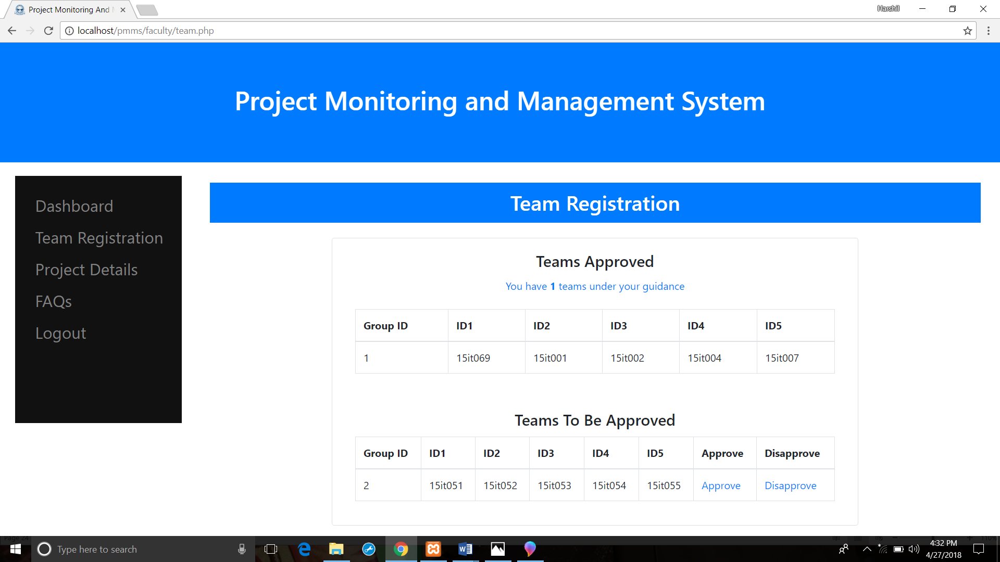 Project Monitoring And
Harshil
localhost/pmms/faculty/team.php
Project Monitoring and Management System
Dashboard
Team Registration
Project Details
FAQs
Logout
Team Registration
Teams Approved
You have 1 teams under your guidance
Group ID ID1 ID2 ID3 ID4 ID5
1 15it069 15it001 15it002 15it004 15it007
Teams To Be Approved
Group ID ID1 ID2 ID3 ID4 ID5 Approve Disapprove
2 15it051 15it052 15it053 15it054 15it055 Approve Disapprove
Page 24
110%
Type here to search
4:32 PM
4/27/2018